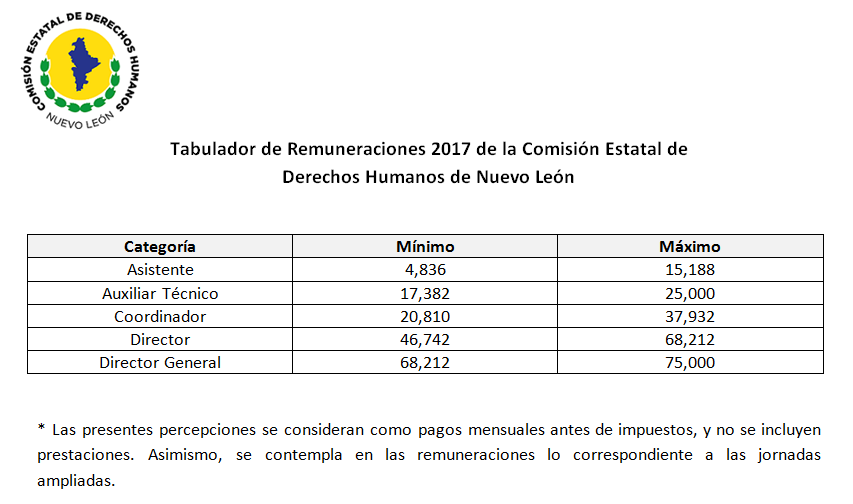 COMISIÓN ESTATAL DE DERECHOS HUMANOS
NUEVO LEÓN
Tabulador de Remuneraciones 2017 de la Comisión Estatal de
Derechos Humanos de Nuevo León
Categoría Mínimo Máximo
Asistente 4,836 15,188
Auxiliar Técnico 17,382 25,000
Coordinador 20,810 37,932
Director 46,742 68,212
Director General 68,212 75,000
* Las presentes percepciones se consideran como pagos mensuales antes de impuestos, y no se incluyen
prestaciones. Asimismo, se contempla en las remuneraciones lo correspondiente a las jornadas
ampliadas.